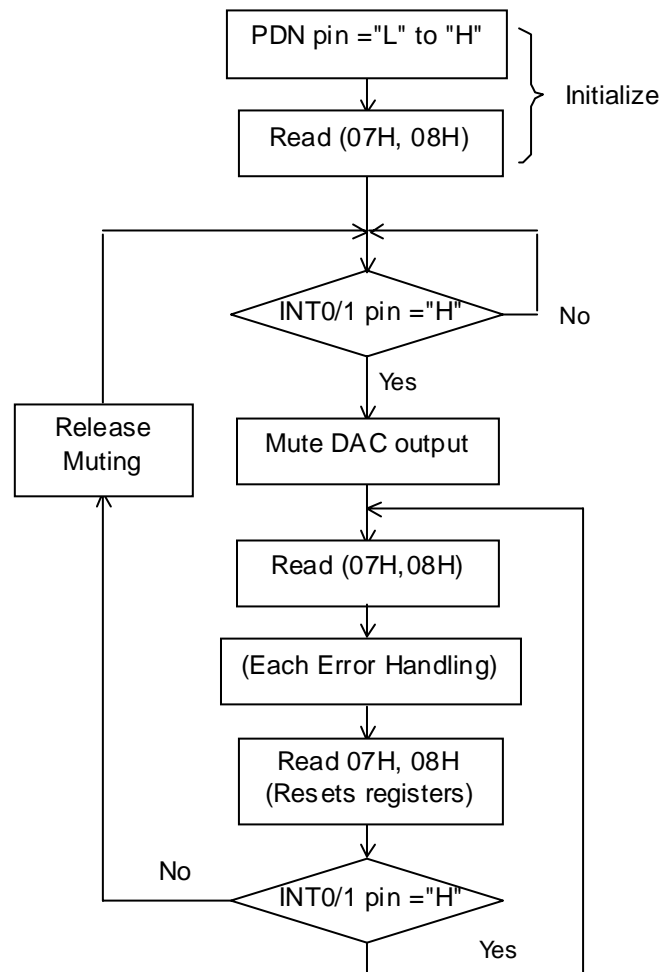 PDN pin ="L" to "H"
Initialize
Read (07H, 08H)
INT0/1 pin ="H"
No
Yes
Release
Muting
Mute DAC output
Read (07H,08H)
(Each Error Handling)
Read 07H, 08H
(Resets registers)
No
INT0/1 pin ="H"
Yes